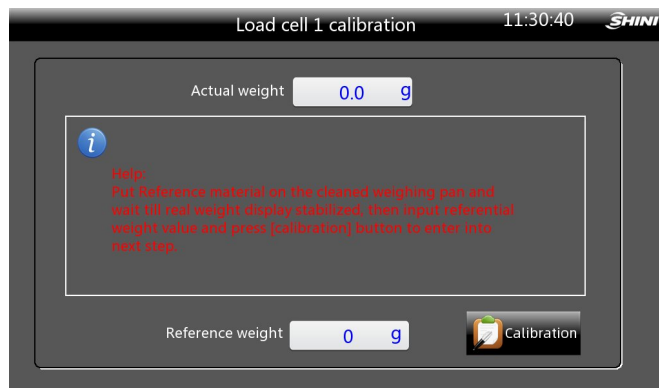 Load cell 1 calibration 11:30:40 SHINI
Actual weight 0.0 g
i
Help:
Put Reference material on the cleaned weighing pan and
wait till real weight display stabilized, then input referential
weight value and press [calibration] button to enter into
next step.
Reference weight 0 g Calibration